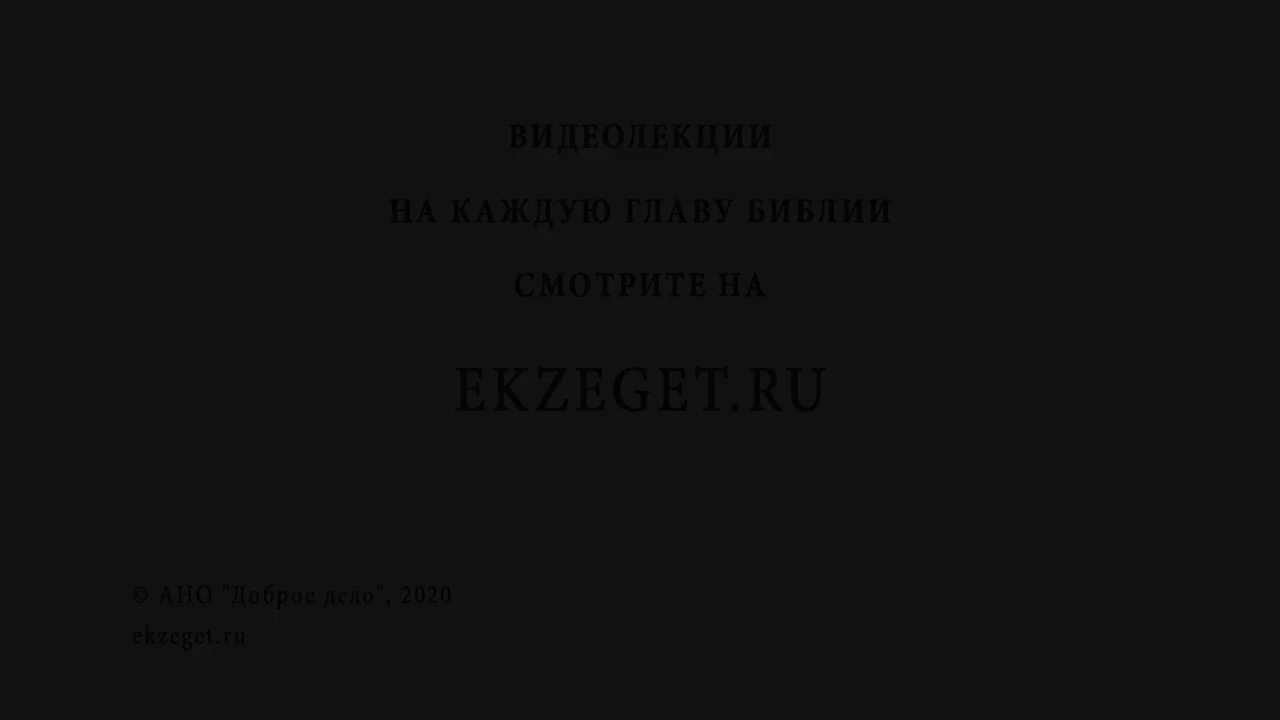 ВИДЕОЛЕКЦИИ
НА КАЖДУЮ ГЛАВУ БИБЛИИ
СМОТРИТЕ НА
EKZEGET.RU
© АНО "Доброе дело", 2020
ekzeget.ru